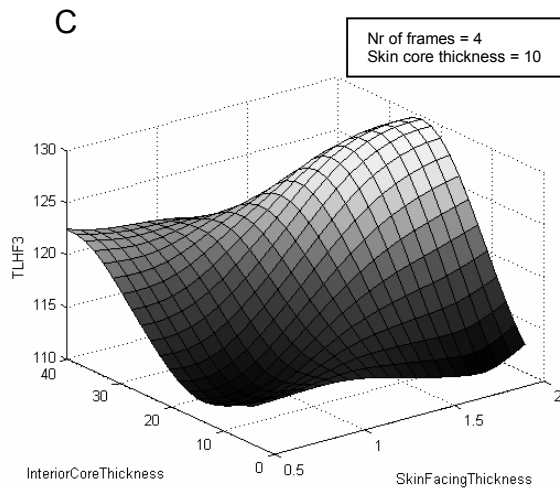 C
Nr of frames = 4
Skin core thickness = 10
130
125
120
115
110
TLHF3
40
30
20
10
0
0.5
1
1.5
2
InteriorCoreThickness
SkinFacingThickness